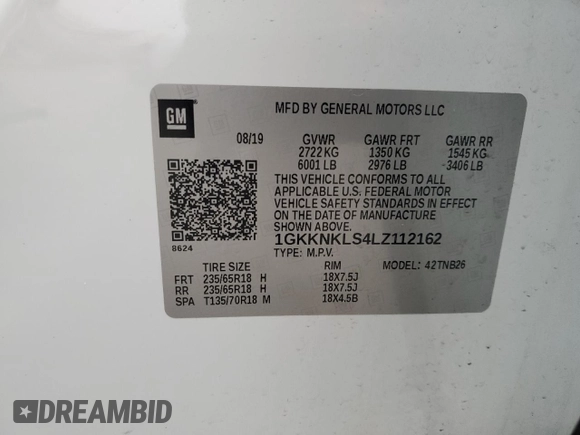 GM
MFD BY GENERAL MOTORS LLC
08/19 GVWR GAWR FRT GAWR RR
2722 KG 1350 KG 1545 KG
6001 LB 2976 LB 3406 LB
THIS VEHICLE CONFORMS TO ALL
APPLICABLE U.S. FEDERAL MOTOR
VEHICLE SAFETY STANDARDS IN EFFECT
ON THE DATE OF MANUFACTURE
SHOWN ABOVE.
8624
1GKKNKLS4LZ112162
TYPE: M.P.V. MODEL: 42TNB26
TIRE SIZE RIM
FRT 235/65R18 H 18X7.5J
RR 235/65R18 H 18X7.5J
SPA T135/70R18 M 18X4.5B
DREAMBID